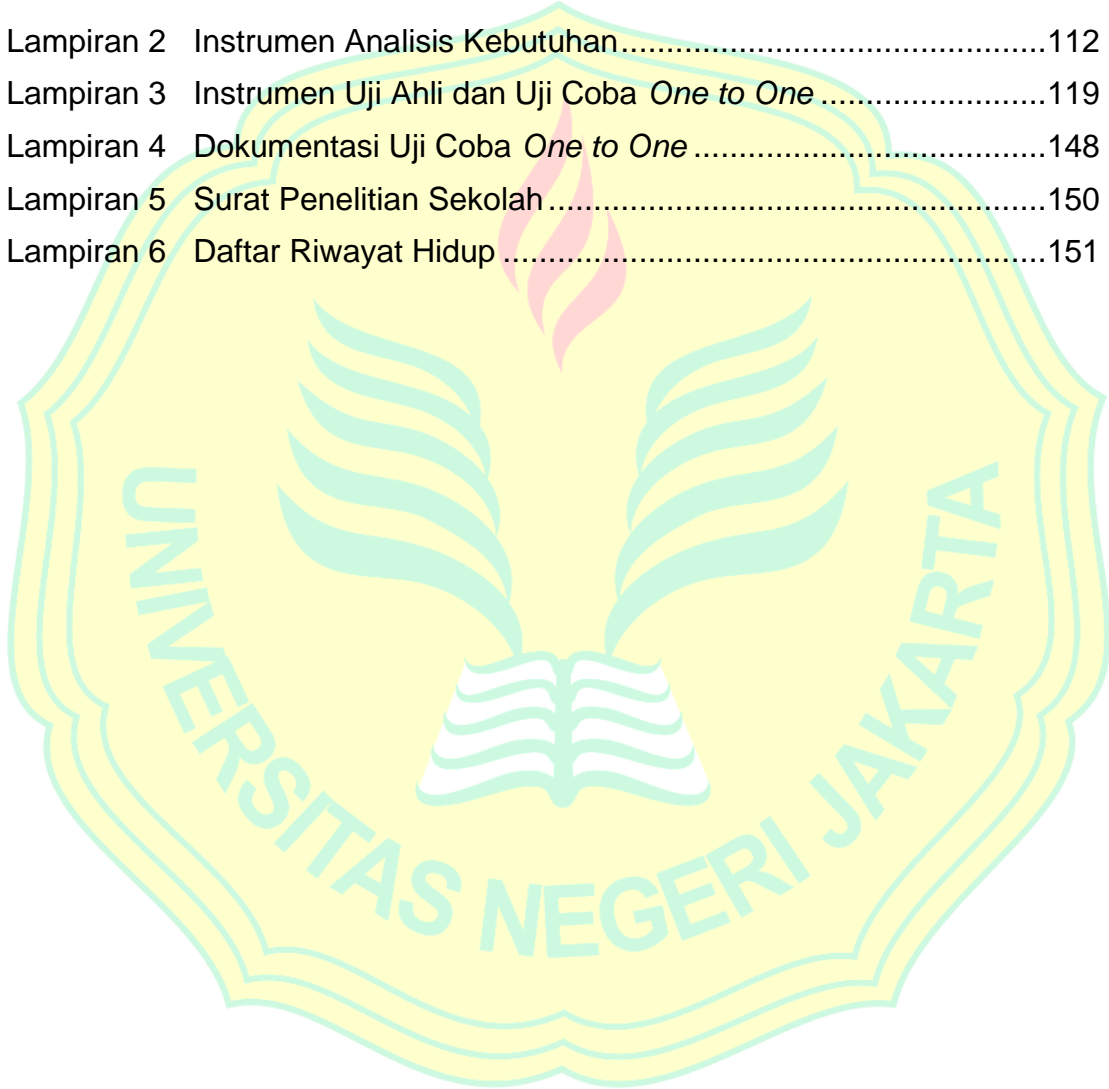 Lampiran 2 Instrumen Analisis Kebutuhan...............................................112
Lampiran 3 Instrumen Uji Ahli dan Uji Coba One to One............................119
Lampiran 4 Dokumentasi Uji Coba One to One.......................................148
Lampiran 5 Surat Penelitian Sekolah.......................................................150
Lampiran 6 Daftar Riwayat Hidup............................................................151
UNIVERSITAS NEGERI JAKARTA